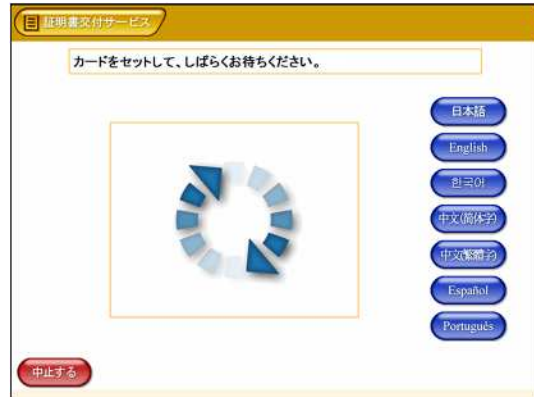 証明書交付サービス
カードをセットして、しばらくお待ちください。
日本語
English
한국어
中文(简体字)
中文(繁體字)
Español
Português
中止する